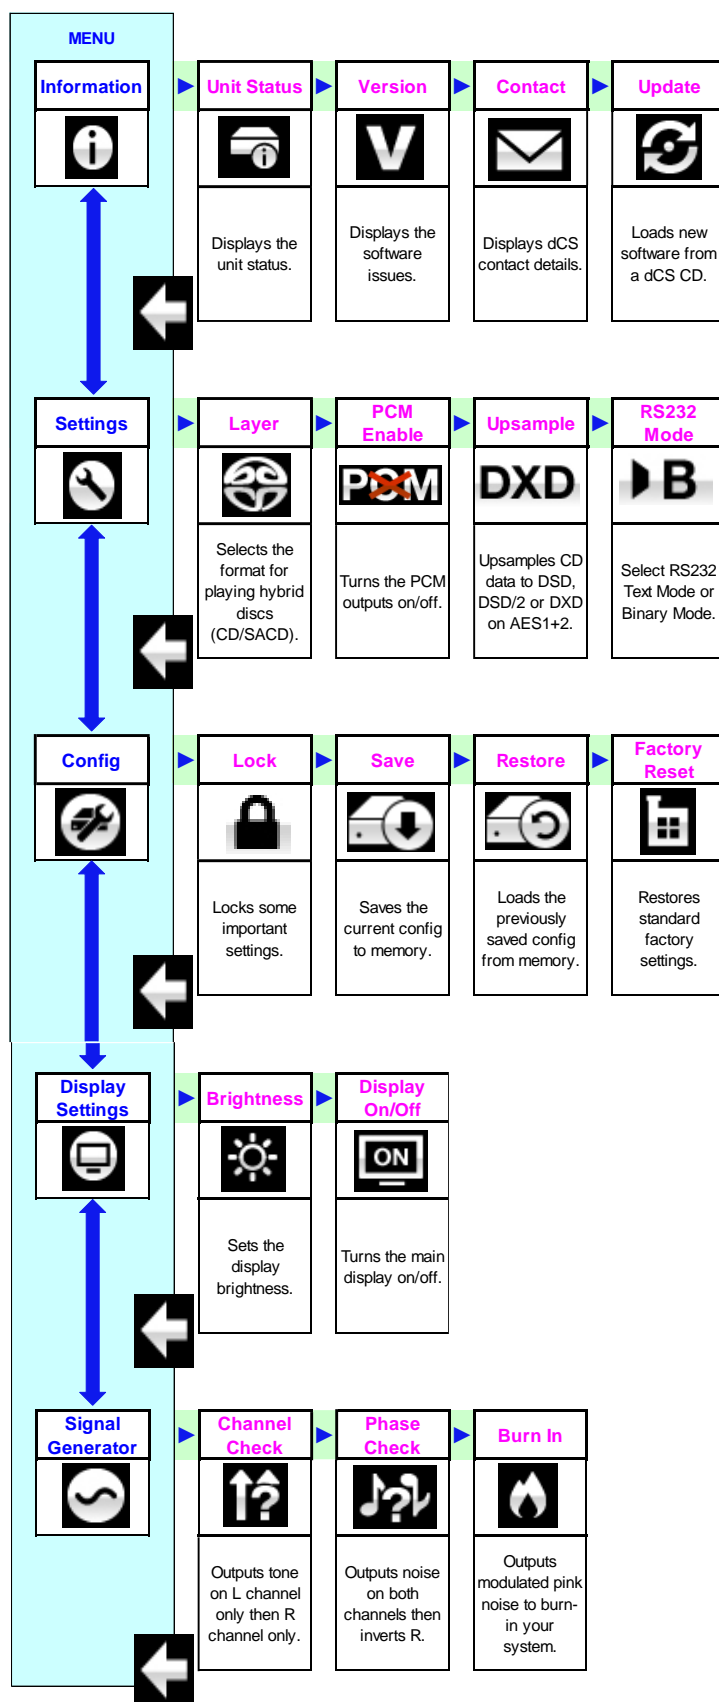 MENU
Information
Unit Status
Version
Contact
Update
V
Displays the
unit status.
Displays the
software
issues.
Displays dCS
contact details.
Loads new
software from
a dCS CD.
Settings
Layer
PCM
Enable
Upsample
RS232
Mode
PCM
DXD
B
Selects the
format for
playing hybrid
discs
(CD/SACD).
Turns the PCM
outputs on/off.
Upsamples CD
data to DSD,
DSD/2 or DXD
on AES1+2.
Select RS232
Text Mode or
Binary Mode.
Config
Lock
Save
Restore
Factory
Reset
Locks some
important
settings.
Saves the
current config
to memory.
Loads the
previously
saved config
from memory.
Restores
standard
factory
settings.
Display
Settings
Brightness
Display
On/Off
ON
Sets the
display
brightness.
Turns the main
display on/off.
Signal
Generator
Channel
Check
Phase
Check
Burn In
?
?
Outputs tone
on L channel
only then R
channel only.
Outputs noise
on both
channels then
inverts R.
Outputs
modulated pink
noise to burn-
in your
system.